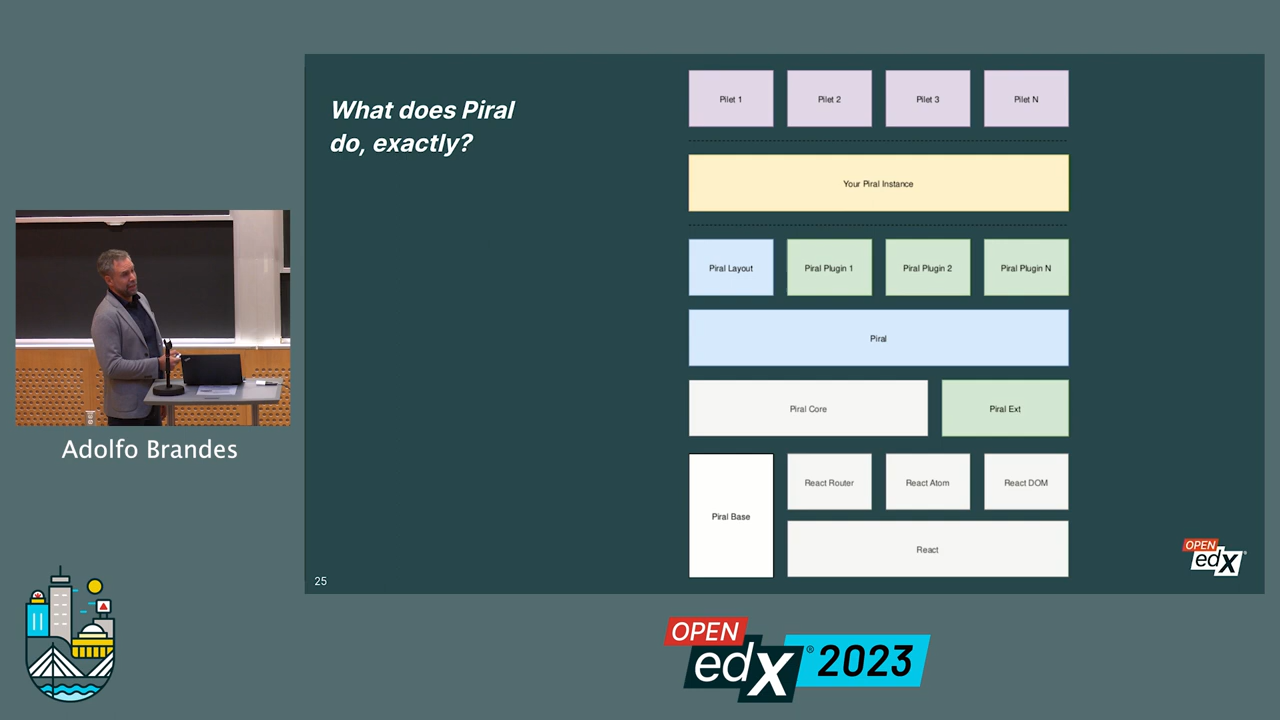 What does Piral
do, exactly?
Pilet 1
Pilet 2
Pilet 3
Pilet N
Your Piral Instance
Piral Layout
Piral Plugin 1
Piral Plugin 2
Piral Plugin N
Piral
Piral Core
Piral Ext
Piral Base
React Router
React Atom
React DOM
React
25
OPEN
edX®
Adolfo Brandes
OPEN
edX® 2023